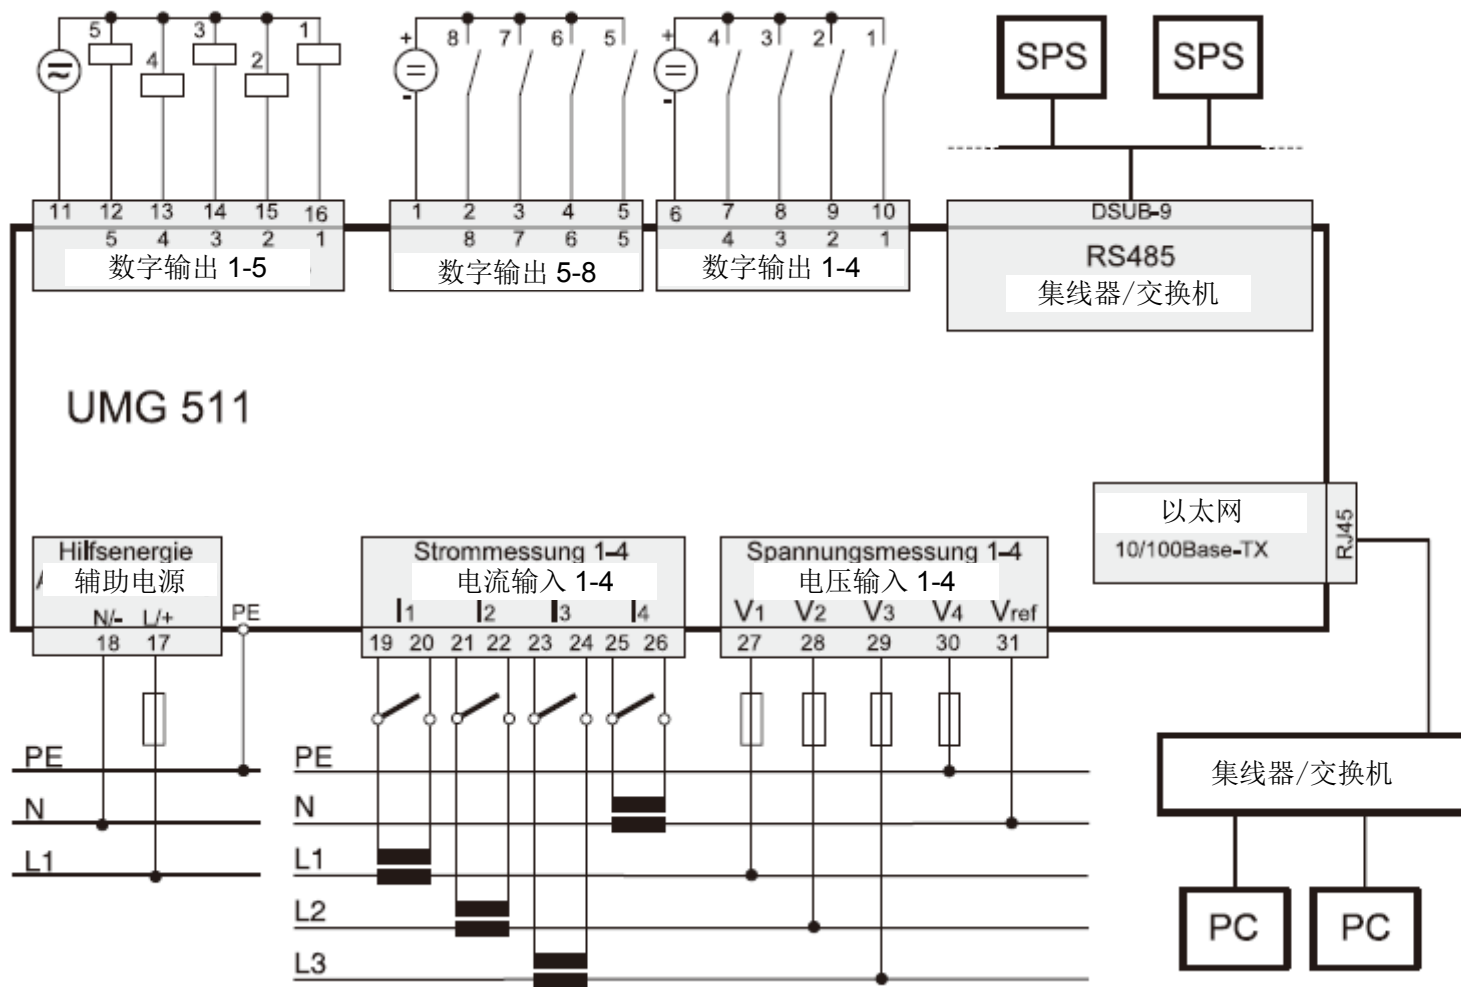 5 3 1
4 2
+ 8 7 6 5
-
+ 4 3 2 1
-
SPS SPS
11 12 13 14 15 16
5 4 3 2 1
数字输出 1-5
1 2 3 4 5
8 7 6 5
数字输出 5-8
6 7 8 9 10
4 3 2 1
数字输出 1-4
DSUB-9
RS485
集线器/交换机
UMG 511
以太网
10/100Base-TX
RJ45
Hilfsenergie
辅助电源
N/- L/+
18 17
PE
Strommessung 1-4
电流输入 1-4
I1 I2 I3 I4
19 20 21 22 23 24 25 26
Spannungsmessung 1-4
电压输入 1-4
V1 V2 V3 V4 Vref
27 28 29 30 31
PE
N
L1
PE
N
L1
L2
L3
集线器/交换机
PC PC